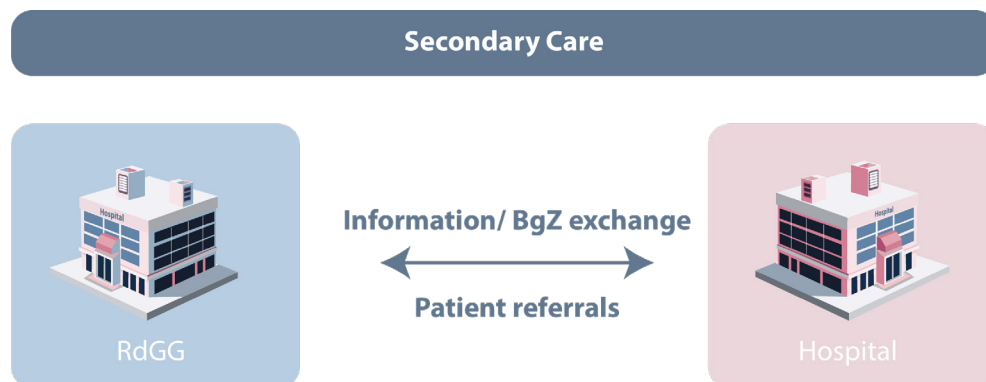 Secondary Care
Hospital
Hospital
Information/ BgZ exchange
Patient referrals
RdGG
Hospital